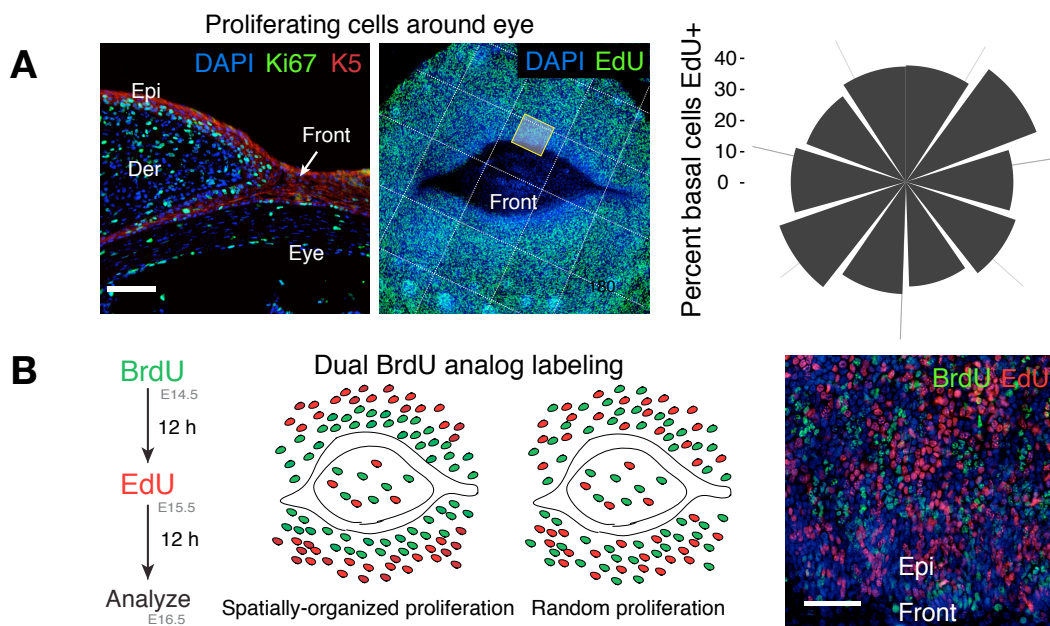 Proliferating cells around eye
A
DAPI Ki67 K5
Epi
Front
Der
Eye
DAPI EdU
Front
180
Percent basal cells EdU+
40-
30-
20-
10-
0 -
B
Dual BrdU analog labeling
BrdU
E14.5
12 h
EdU
E15.5
12 h
Analyze
E16.5
Spatially-organized proliferation
Random proliferation
BrdU EdU
Epi
Front